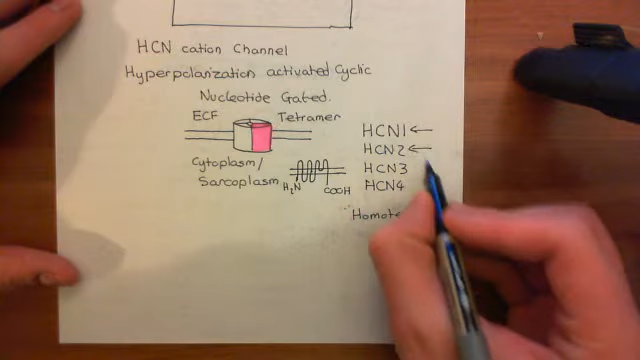 HCN cation Channel
Hyperpolarization activated Cyclic
Nucleotide Gated.
ECF
Tetramer
Cytoplasm/
Sarcoplasm
H2N
COOH
HCN1←
HCN2←
HCN3
HCN4